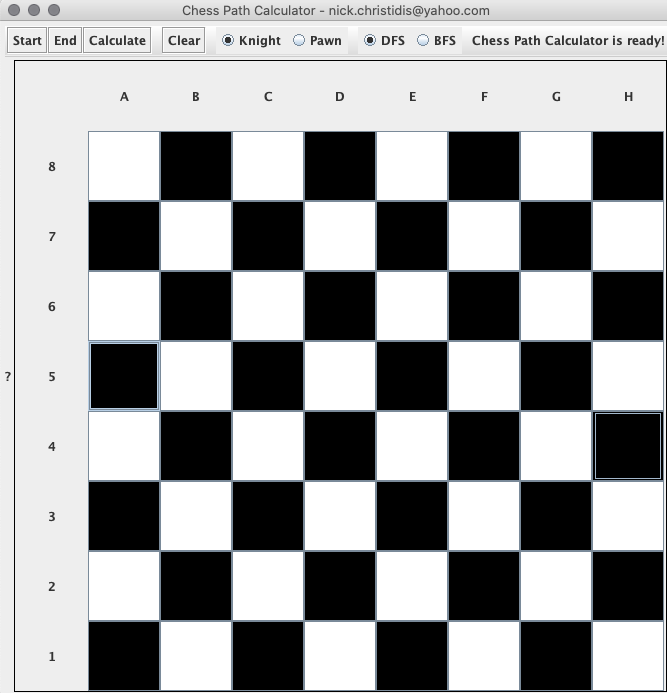 Chess Path Calculator - nick.christidis@yahoo.com
Start End Calculate Clear Knight Pawn DFS BFS Chess Path Calculator is ready!
A B C D E F G H
8
7
6
? 5
4
3
2
1